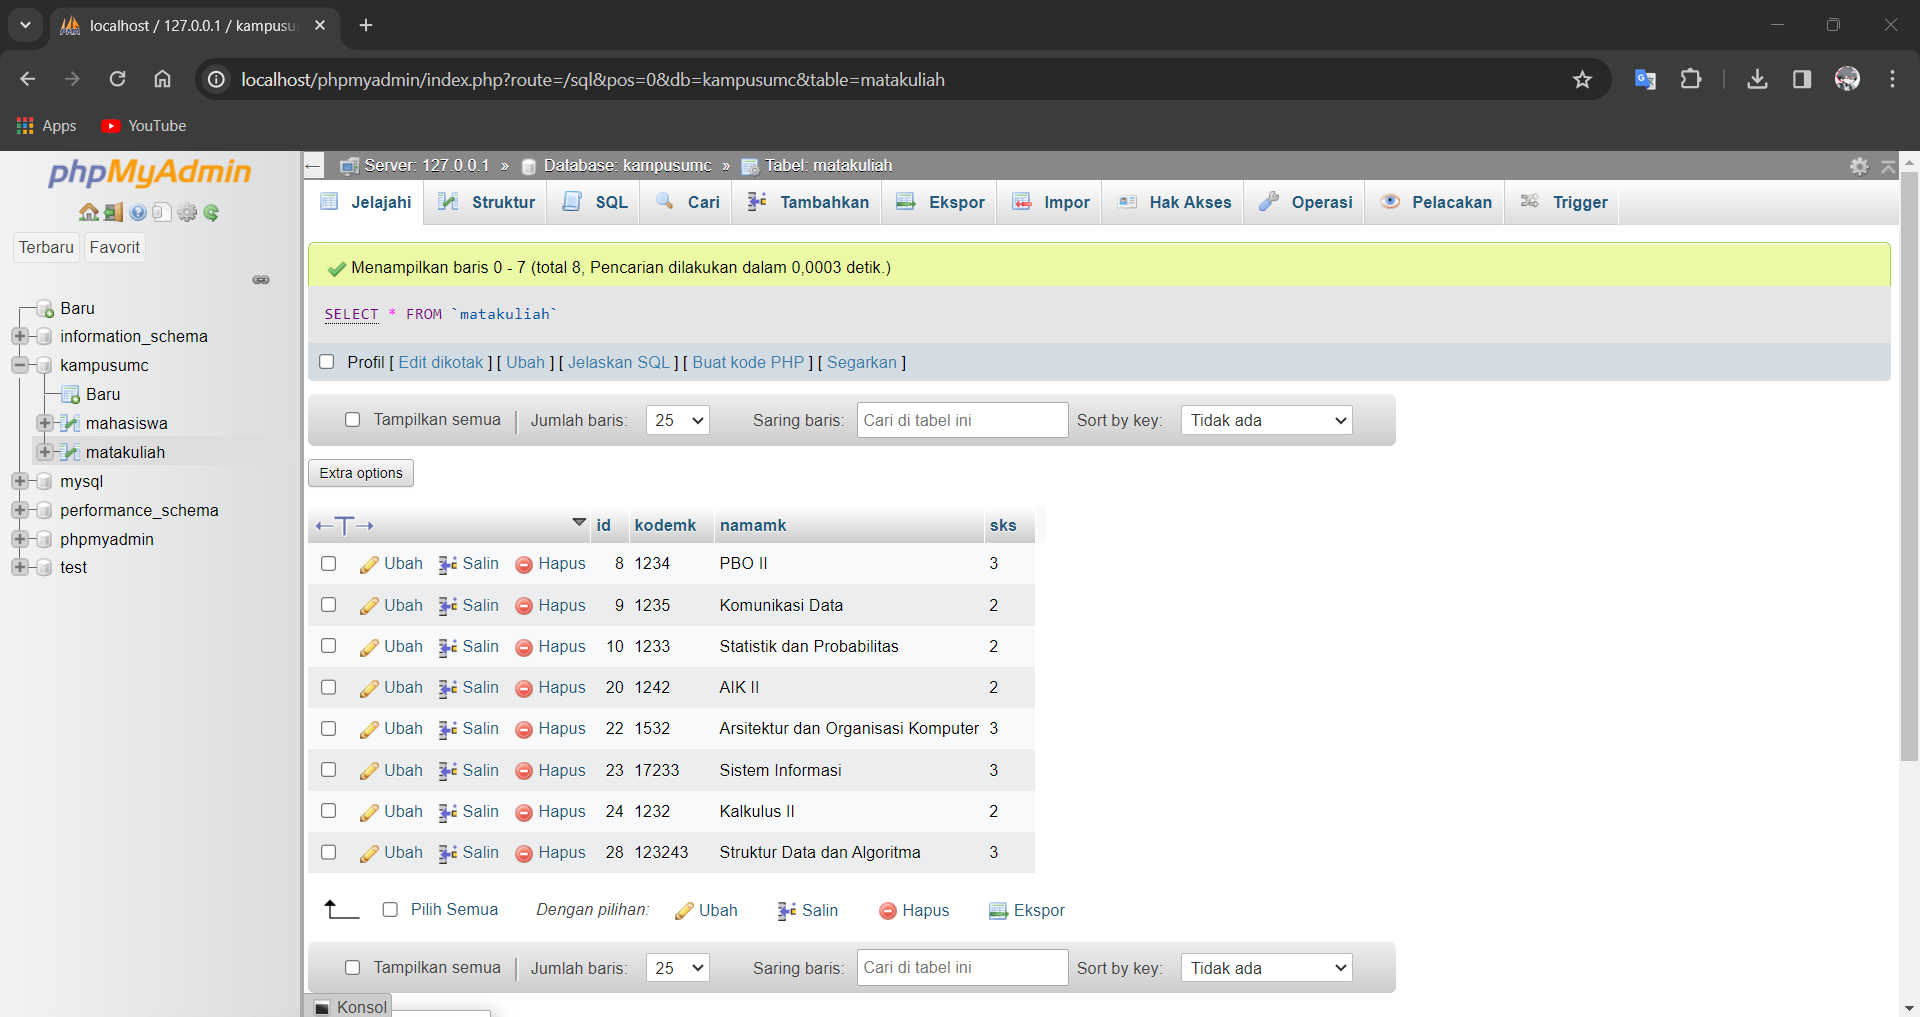 localhost / 127.0.0.1 / kampusu
localhost/phpmyadmin/index.php?route=/sql&pos=0&db=kampusumc&table=matakuliah
Apps YouTube
phpMyAdmin
Terbaru Favorit
Baru
information_schema
kampusumc
Baru
mahasiswa
matakuliah
mysql
performance_schema
phpmyadmin
test
Server: 127.0.0.1 » Database: kampusumc » Tabel: matakuliah
Jelajahi Struktur SQL Cari Tambahkan Ekspor Impor Hak Akses Operasi Pelacakan Trigger
Menampilkan baris 0 - 7 (total 8, Pencarian dilakukan dalam 0,0003 detik.)
SELECT * FROM `matakuliah`
Profil [ Edit dikotak ] [ Ubah ] [ Jelaskan SQL ] [ Buat kode PHP ] [ Segarkan ]
Tampilkan semua | Jumlah baris: 25 Saring baris: Cari di tabel ini Sort by key: Tidak ada
Extra options
←T→ id kodemk namamk sks
Ubah Salin Hapus 8 1234 PBO II 3
Ubah Salin Hapus 9 1235 Komunikasi Data 2
Ubah Salin Hapus 10 1233 Statistik dan Probabilitas 2
Ubah Salin Hapus 20 1242 AIK II 2
Ubah Salin Hapus 22 1532 Arsitektur dan Organisasi Komputer 3
Ubah Salin Hapus 23 17233 Sistem Informasi 3
Ubah Salin Hapus 24 1232 Kalkulus II 2
Ubah Salin Hapus 28 123243 Struktur Data dan Algoritma 3
Pilih Semua Dengan pilihan: Ubah Salin Hapus Ekspor
Tampilkan semua | Jumlah baris: 25 Saring baris: Cari di tabel ini Sort by key: Tidak ada
Konsol